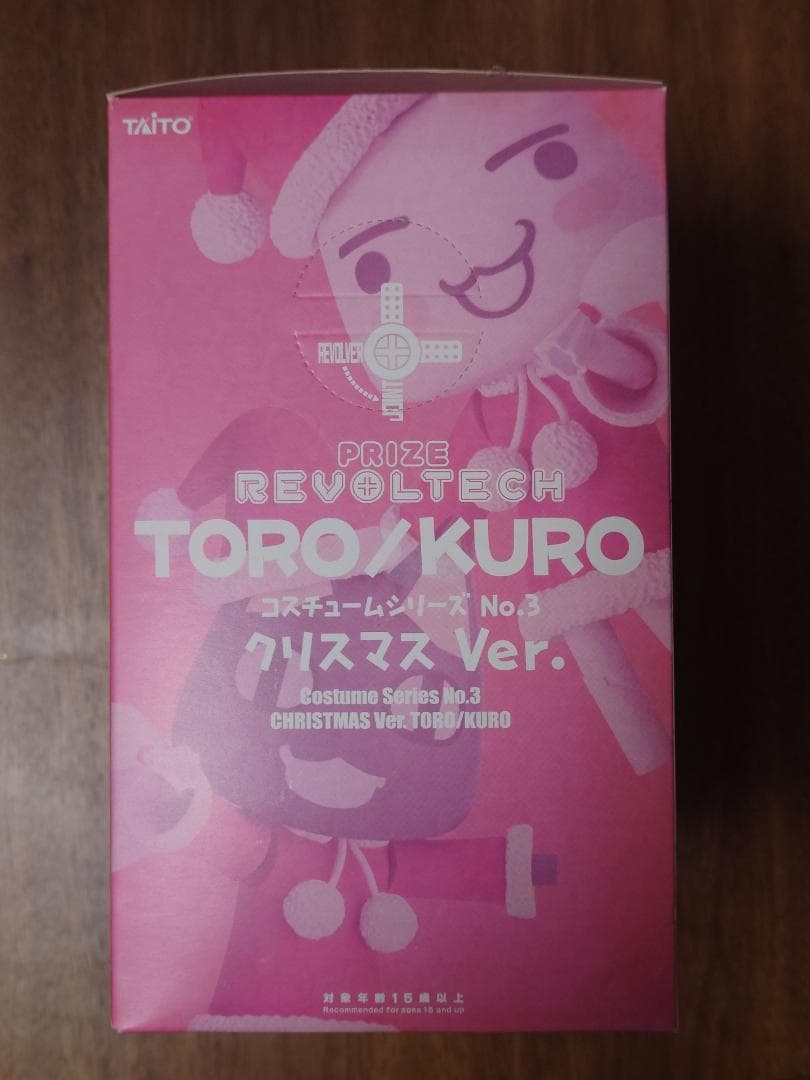 TAITO
REVOLVER
JOINT
PRIZE
REVOLTECH
TORO/KURO
コスチュームシリーズ No.3
クリスマス Ver.
Costume Series No.3
CHRISTMAS Ver. TORO/KURO
対象年齢15歳以上
Recommended for ages 15 and up